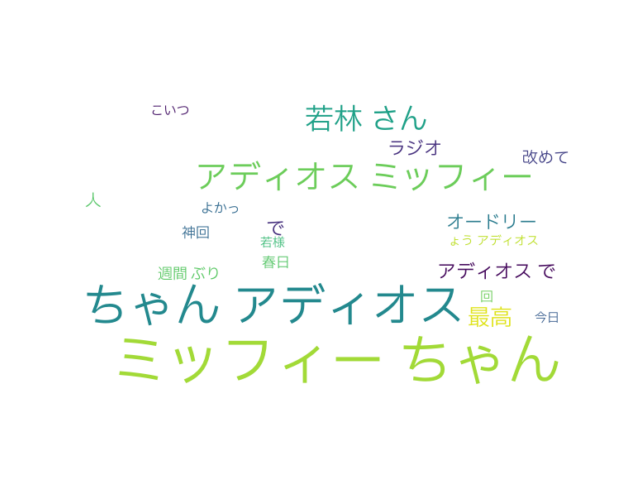 こいつ
若林 さん
ラジオ
改めて
アディオス ミッフィー
人
よかっ
で
オードリー
神回
若様
ょう アディオス
春日
週間 ぶり
アディオス で
ちゃん アディオス
回
最高
今日
ミッフィー ちゃん